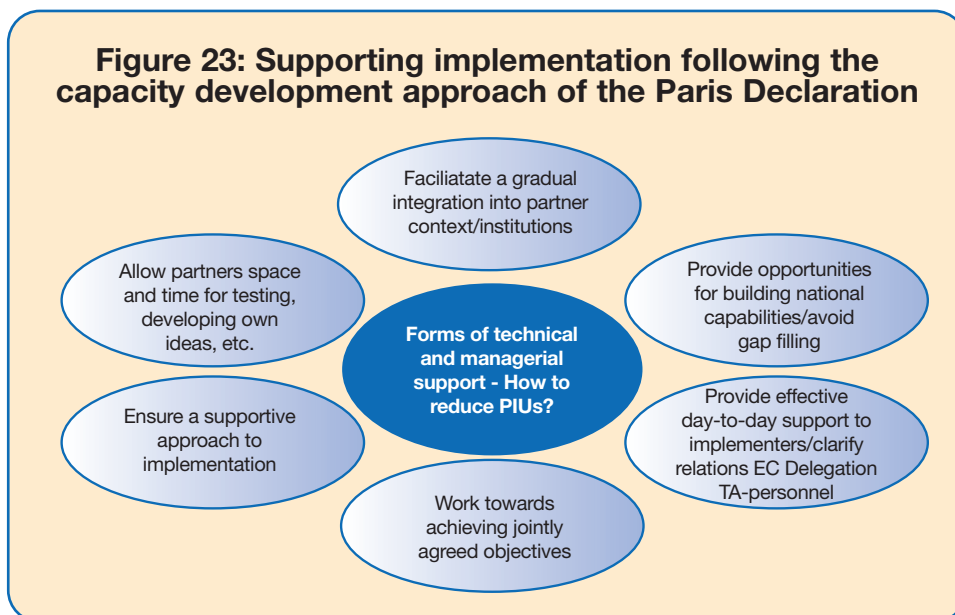 Figure 23: Supporting implementation following the
capacity development approach of the Paris Declaration
Faciliatate a gradual
integration into partner
context/institutions
Allow partners space
and time for testing,
developing own
ideas, etc.
Provide opportunities
for building national
capabilities/avoid
gap filling
Forms of technical
and managerial
support - How to
reduce PIUs?
Ensure a supportive
approach to
implementation
Provide effective
day-to-day support to
implementers/clarify
relations EC Delegation
TA-personnel
Work towards
achieving jointly
agreed objectives